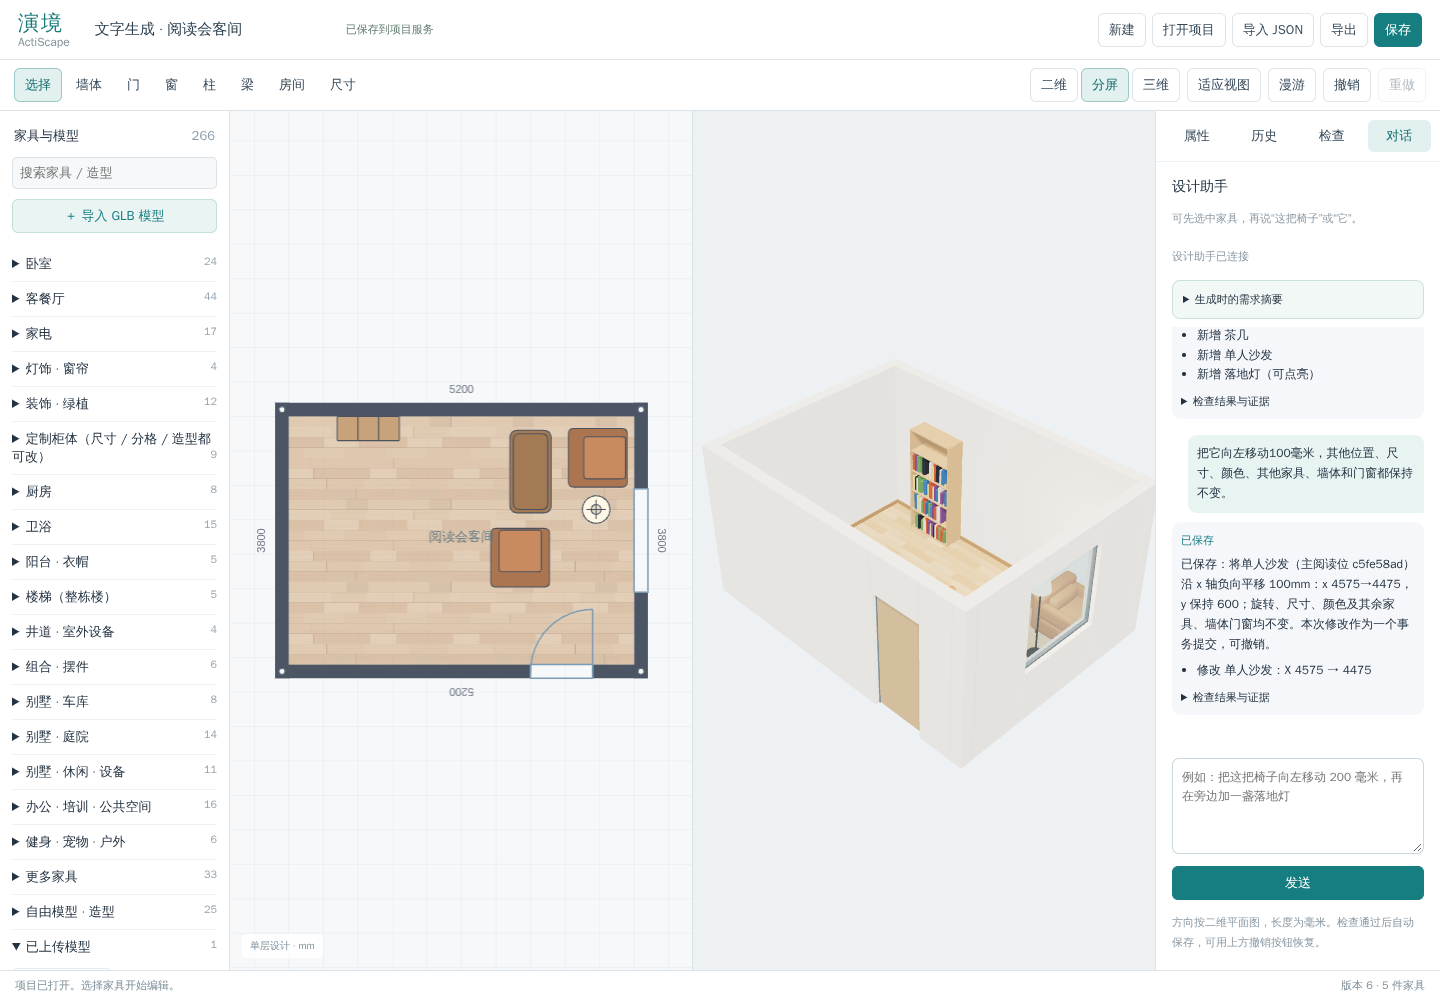 演境
ActiScape
文字生成 · 阅读会客间
已保存到项目服务
新建
打开项目
导入 JSON
导出
保存
选择
墙体
门
窗
柱
梁
房间
尺寸
二维
分屏
三维
适应视图
漫游
撤销
重做
家具与模型
266
搜索家具 / 造型
＋ 导入 GLB 模型
卧室 24
客餐厅 44
家电 17
灯饰 · 窗帘 4
装饰 · 绿植 12
定制柜体（尺寸 / 分格 / 造型都
可改） 9
厨房 8
卫浴 15
阳台 · 衣帽 5
楼梯（整栋楼） 5
井道 · 室外设备 4
组合 · 摆件 6
别墅 · 车库 8
别墅 · 庭院 14
别墅 · 休闲 · 设备 11
办公 · 培训 · 公共空间 16
健身 · 宠物 · 户外 6
更多家具 33
自由模型 · 造型 25
已上传模型 1
5200
3800
阅读会客间
3800
5200
单层设计 · mm
属性
历史
检查
对话
设计助手
可先选中家具，再说“这把椅子”或“它”。
设计助手已连接
生成时的需求摘要
新增 茶几
新增 单人沙发
新增 落地灯（可点亮）
检查结果与证据
把它向左移动100毫米，其他位置、尺
寸、颜色、其他家具、墙体和门窗都保持
不变。
已保存
已保存：将单人沙发（主阅读位 c5fe58ad）
沿 x 轴负向平移 100mm：x 4575→4475，
y 保持 600；旋转、尺寸、颜色及其余家
具、墙体门窗均不变。本次修改作为一个事
务提交，可撤销。
修改 单人沙发：X 4575 → 4475
检查结果与证据
例如：把这把椅子向左移动 200 毫米，再
在旁边加一盏落地灯
发送
方向按二维平面图，长度为毫米。检查通过后自动
保存，可用上方撤销按钮恢复。
项目已打开。选择家具开始编辑。
版本 6 · 5 件家具